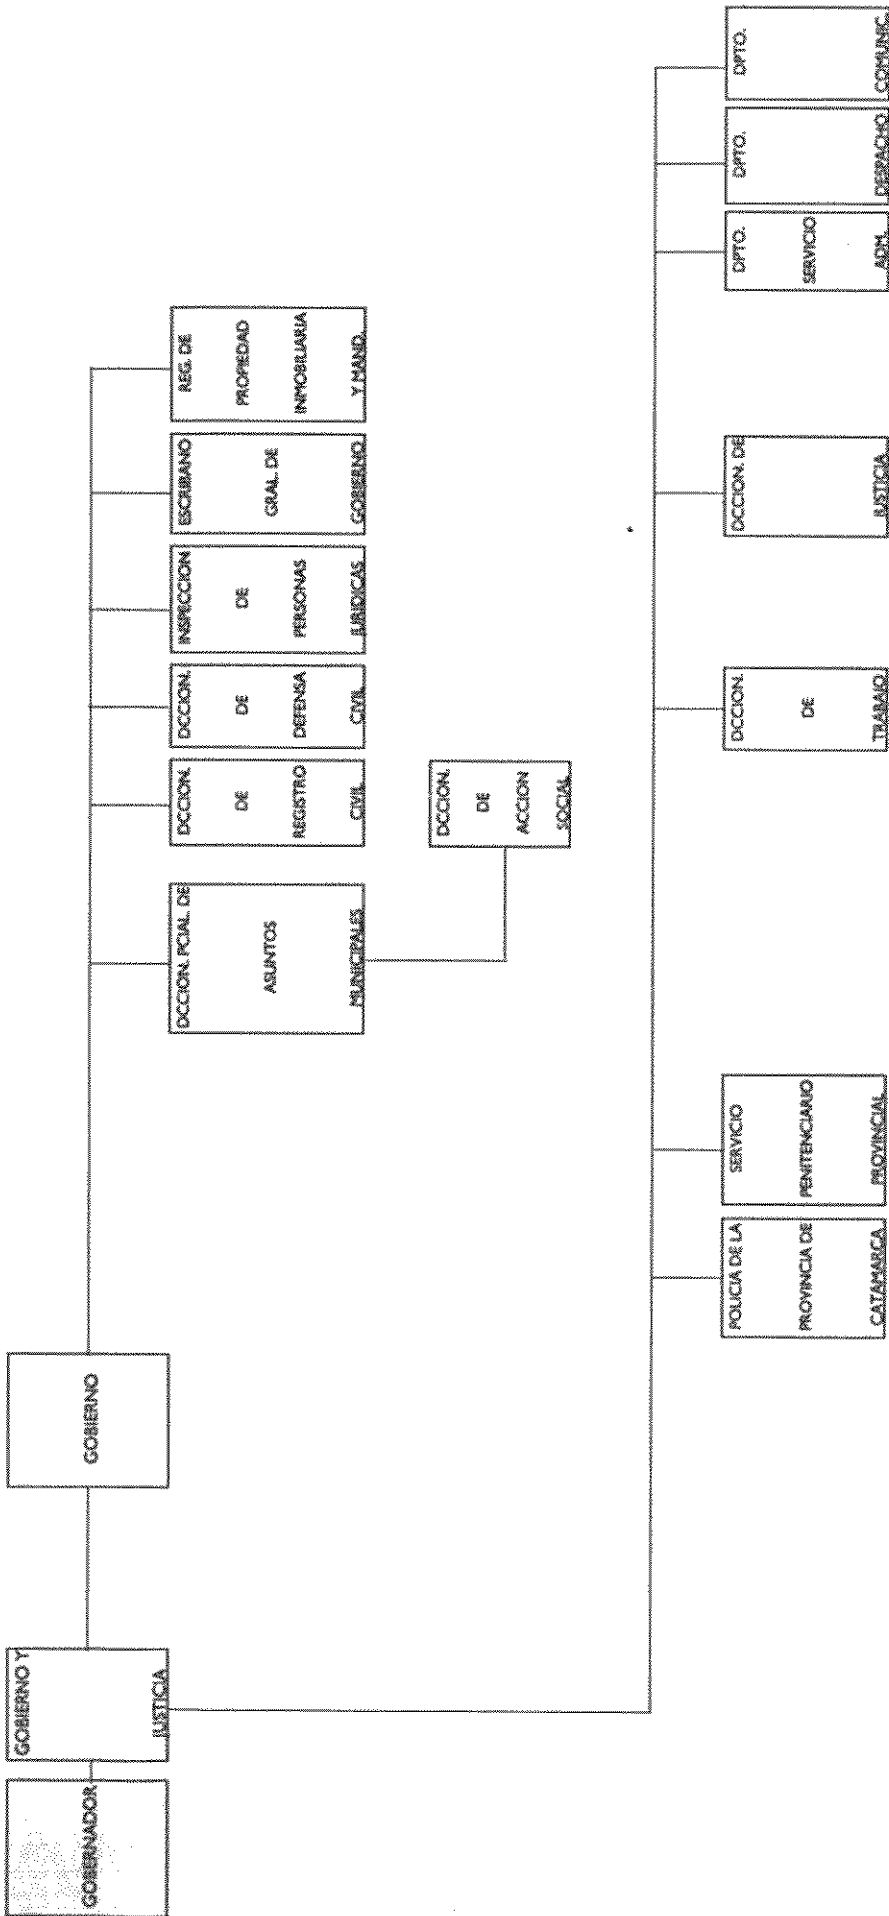 GOBERNADOR
GOBIERNO Y
JUSTICIA
GOBIERNO
DCCION. PCIAL. DE
ASUNTOS
MUNICIPALES
DCCION.
DE
REGISTRO
CIVIL
DCCION.
DE
DEFENSA
CIVIL
INSPECCION
DE
PERSONAS
JURIDICAS
ESCRIBANO
GRAL. DE
GOBIERNO
REG. DE
PROPIEDAD
INMOBILIARIA
Y MAND.
DCCION.
DE
ACCION
SOCIAL
POLICIA DE LA
PROVINCIA DE
CATAMARCA
SERVICIO
PENITENCIARIO
PROVINCIAL
DCCION.
DE
TRABAJO
DCCION. DE
JUSTICIA
DPTO.
SERVICIO
ADM.
DPTO.
DESPACHO
DPTO.
COMUNIC.